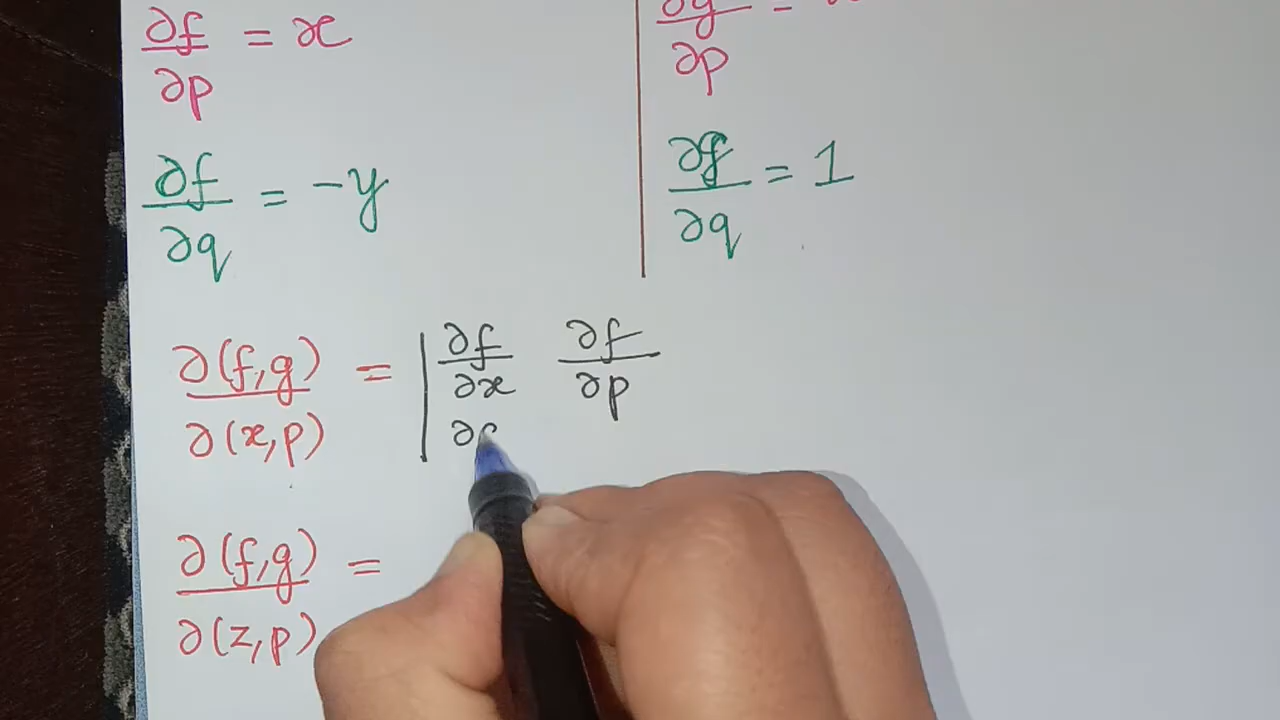 ∂f/∂p = x
∂g/∂p =
∂f/∂q = -y
∂g/∂q = 1
∂(f,g)/∂(x,p) = | ∂f/∂x ∂f/∂p
∂
∂(f,g)/∂(z,p) =